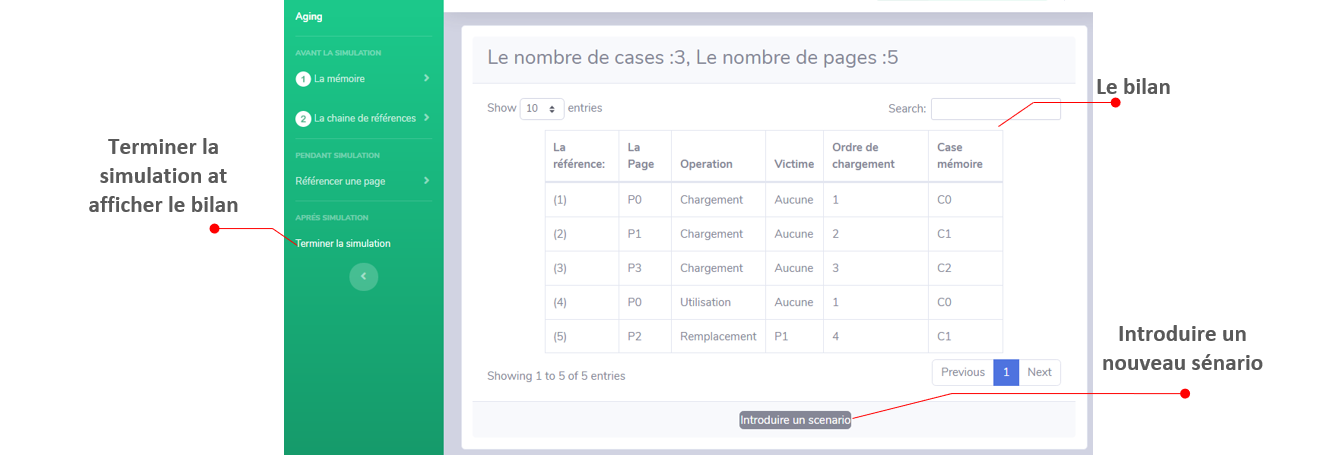 Aging
AVANT LA SIMULATION
1 La mémoire
2 La chaine de références
PENDANT SIMULATION
Référencer une page
APRÉS SIMULATION
Terminer la simulation
Terminer la
simulation at
afficher le bilan
Le nombre de cases :3, Le nombre de pages :5
Show 10 entries
Search:
Le bilan
La référence: La Page Operation Victime Ordre de chargement Case mémoire
(1) P0 Chargement Aucune 1 C0
(2) P1 Chargement Aucune 2 C1
(3) P3 Chargement Aucune 3 C2
(4) P0 Utilisation Aucune 1 C0
(5) P2 Remplacement P1 4 C1
Showing 1 to 5 of 5 entries
Previous 1 Next
Introduire un scenario
Introduire un
nouveau sénario